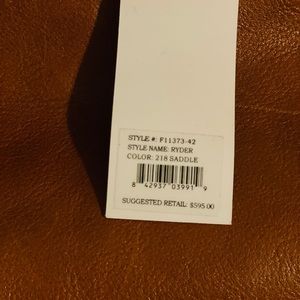 STYLE #: F11373-42
STYLE NAME: RYDER
COLOR: 218 SADDLE
8 42937 03991 9
SUGGESTED RETAIL: $595.00